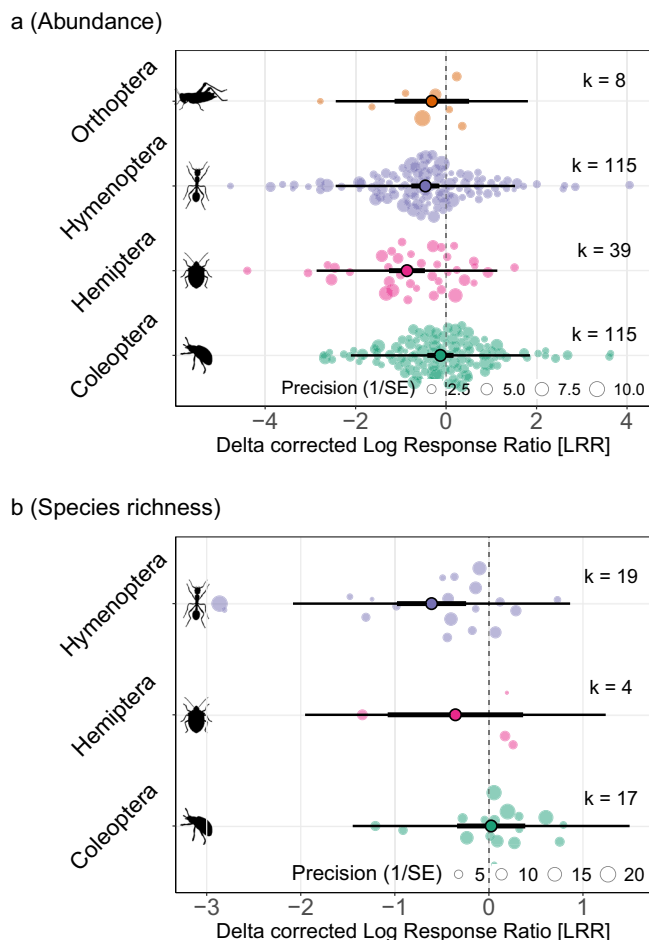 a (Abundance)
Orthoptera
k = 8
Hymenoptera
k = 115
Hemiptera
k = 39
Coleoptera
k = 115
Precision (1/SE) 2.5 5.0 7.5 10.0
−4 −2 0 2 4
Delta corrected Log Response Ratio [LRR]
b (Species richness)
Hymenoptera
k = 19
Hemiptera
k = 4
Coleoptera
k = 17
Precision (1/SE) 5 10 15 20
−3 −2 −1 0 1
Delta corrected Log Response Ratio [LRR]